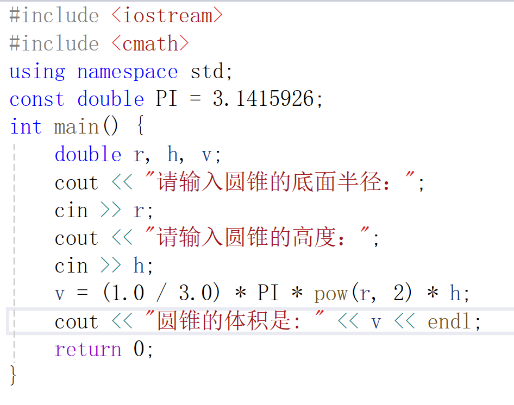 #include <iostream>
#include <cmath>
using namespace std;
const double PI = 3.1415926;
int main() {
    double r, h, v;
    cout << "请输入圆锥的底面半径：";
    cin >> r;
    cout << "请输入圆锥的高度：";
    cin >> h;
    v = (1.0 / 3.0) * PI * pow(r, 2) * h;
    cout << "圆锥的体积是: " << v << endl;
    return 0;
}